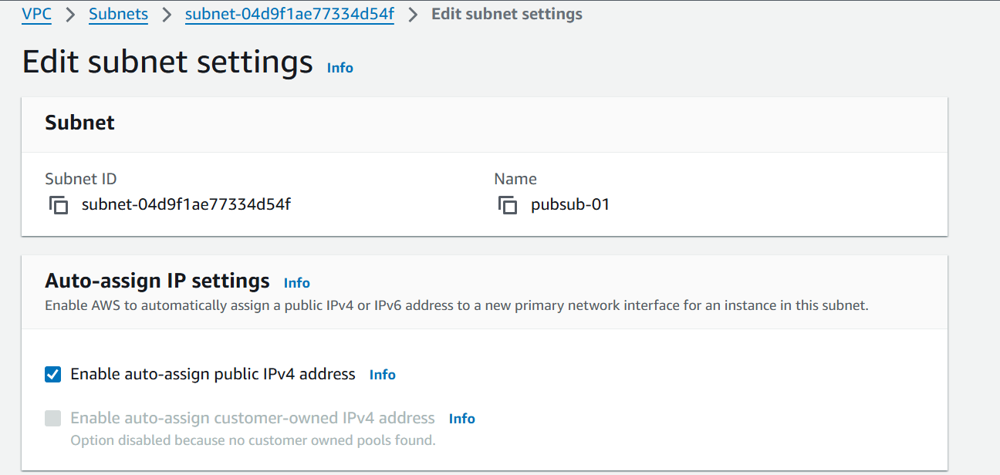 VPC > Subnets > subnet-04d9f1ae77334d54f > Edit subnet settings
Edit subnet settings Info
Subnet
Subnet ID Name
subnet-04d9f1ae77334d54f pubsub-01
Auto-assign IP settings Info
Enable AWS to automatically assign a public IPv4 or IPv6 address to a new primary network interface for an instance in this subnet.
Enable auto-assign public IPv4 address Info
Enable auto-assign customer-owned IPv4 address Info
Option disabled because no customer owned pools found.